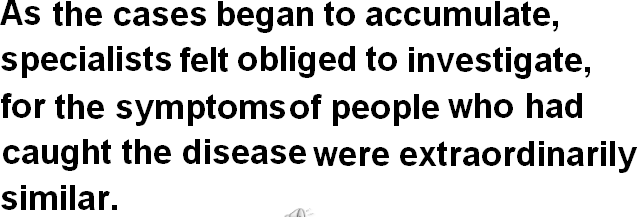 As the cases began to accumulate,
specialists felt obliged to investigate,
for the symptoms of people who had
caught the disease were extraordinarily
similar.